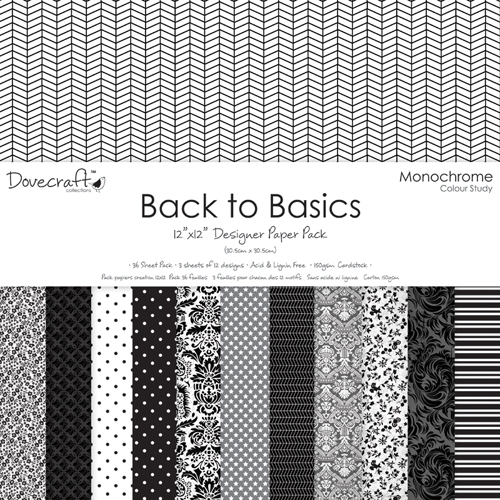 Dovecraft™
collections
Monochrome
Colour Study
Back to Basics
12"x12" Designer Paper Pack
(30.5cm x 30.5cm)
· 36 Sheet Pack · 3 sheets of 12 designs · Acid & Lignin Free · 150gsm Cardstock ·
Pack papiers creation 12x12 Pack 36 feuilles 3 feuilles pour chacun des 12 motifs Sans acide ni lignine Carton 150gsm